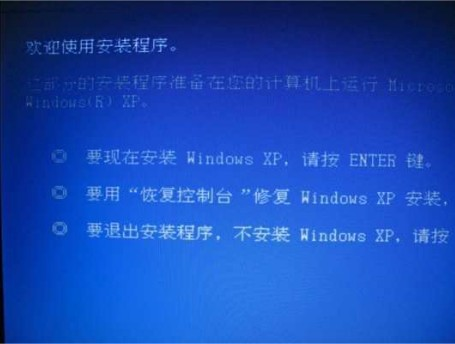 欢迎使用安装程序。
这部分的安装程序准备在您的计算机上运行 Microso
Windows(R) XP。
要现在安装 Windows XP，请按 ENTER 键。
要用“恢复控制台”修复 Windows XP 安装，
要退出安装程序，不安装 Windows XP，请按